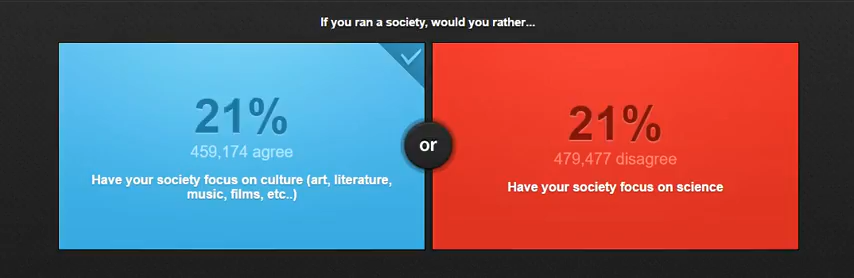 If you ran a society, would you rather...
21%
459,174 agree
Have your society focus on culture (art, literature,
music, films, etc..)
or
21%
479,477 disagree
Have your society focus on science